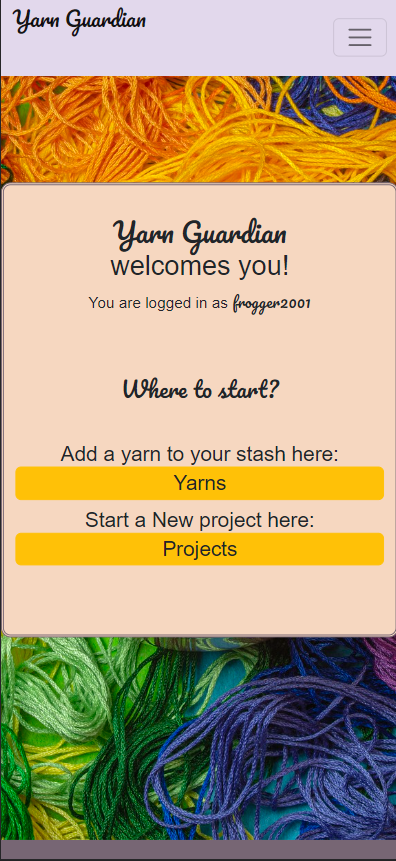 Yarn Guardian
Yarn Guardian
welcomes you!
You are logged in as frogger2001
Where to start?
Add a yarn to your stash here:
Yarns
Start a New project here:
Projects